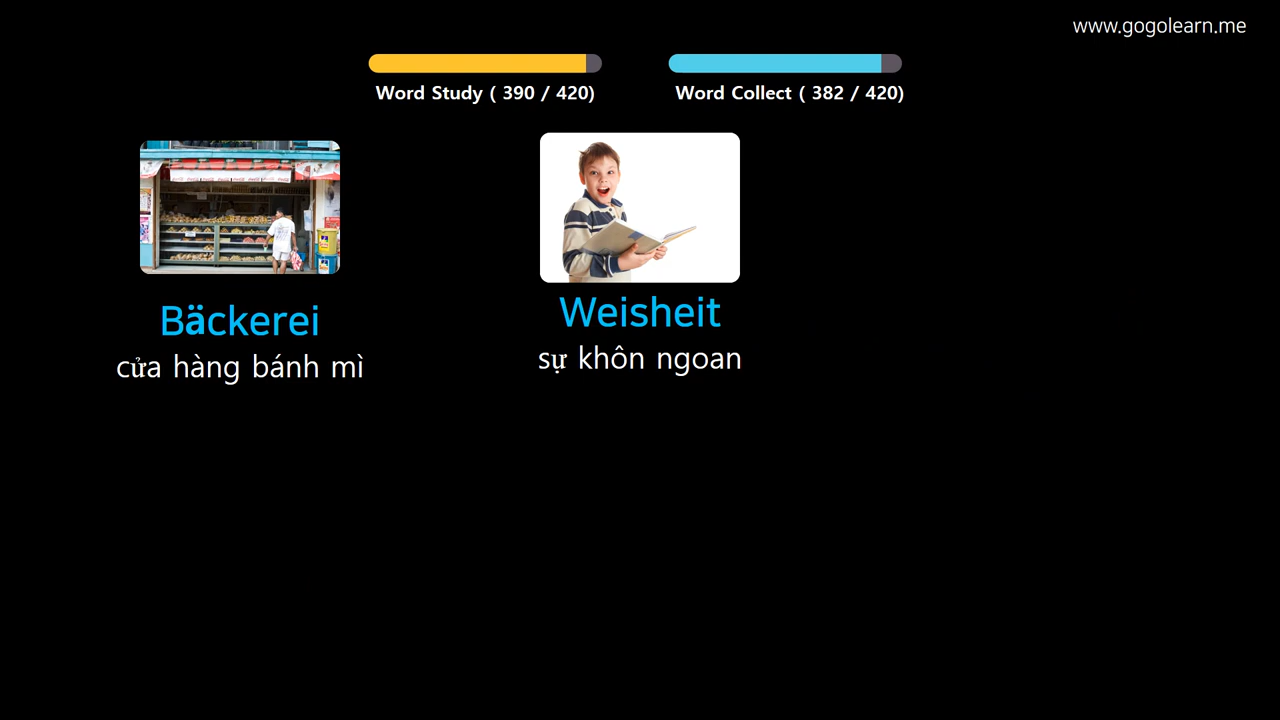 www.gogolearn.me
Word Study ( 390 / 420)
Word Collect ( 382 / 420)
Bäckerei
cửa hàng bánh mì
Weisheit
sự khôn ngoan